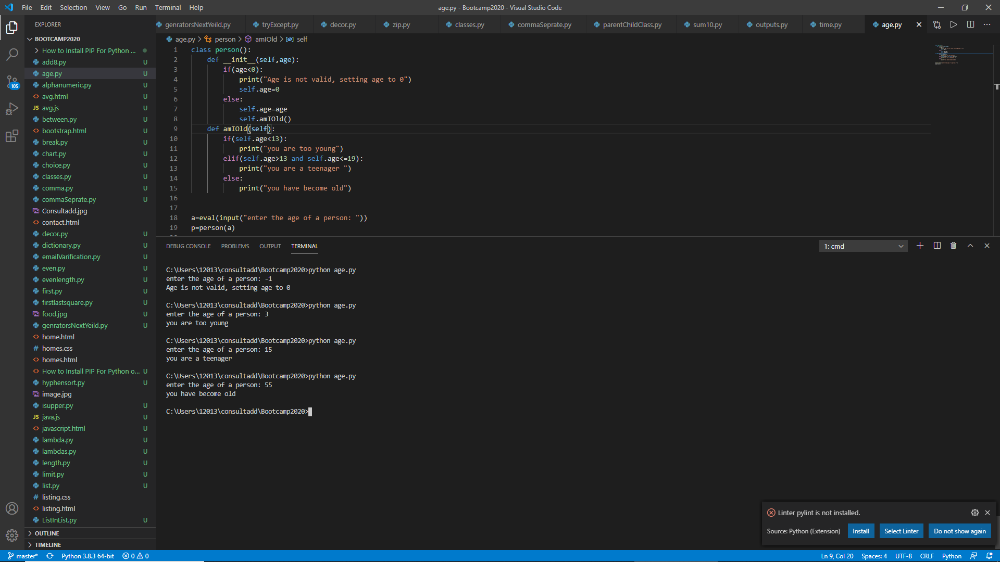 File Edit Selection View Go Run Terminal Help
age.py - Bootcamp2020 - Visual Studio Code
EXPLORER
BOOTCAMP2020
How to Install PIP For Python ...
add8.py U
age.py U
alphanumeric.py U
avg.html U
JS avg.js U
between.py U
bootstrap.html U
break.py U
chart.py U
choice.py U
classes.py U
comma.py U
commaSeprate.py U
Consultadd.jpg
contact.html
decor.py U
dictionary.py U
emailVarification.py U
even.py U
evenlength.py U
first.py U
firstlastsquare.py U
food.jpg U
genratorsNextYeild.py U
home.html
# homes.css
homes.html
How to Install PIP For Python o... U
hyphensort.py U
image.jpg
isupper.py U
JS java.js U
javascript.html U
lambda.py U
lambdas.py U
length.py U
limit.py U
list.py U
# listing.css
listing.html
ListInList.py U
OUTLINE
TIMELINE
105
genratorsNextYeild.py tryExcept.py decor.py zip.py classes.py commaSeprate.py parentChildClass.py sum10.py outputs.py time.py age.py
age.py > person > amIOld > self
1 class person():
2 def __init__(self,age):
3 if(age<0):
4 print("Age is not valid, setting age to 0")
5 self.age=0
6 else:
7 self.age=age
8 self.amIOld()
9 def amIOld(self):
10 if(self.age<13):
11 print("you are too young")
12 elif(self.age>13 and self.age<=19):
13 print("you are a teenager ")
14 else:
15 print("you have become old")
16
17
18 a=eval(input("enter the age of a person: "))
19 p=person(a)
DEBUG CONSOLE PROBLEMS OUTPUT TERMINAL
1: cmd
C:\Users\12013\consultadd\Bootcamp2020>python age.py
enter the age of a person: -1
Age is not valid, setting age to 0
C:\Users\12013\consultadd\Bootcamp2020>python age.py
enter the age of a person: 3
you are too young
C:\Users\12013\consultadd\Bootcamp2020>python age.py
enter the age of a person: 15
you are a teenager
C:\Users\12013\consultadd\Bootcamp2020>python age.py
enter the age of a person: 55
you have become old
C:\Users\12013\consultadd\Bootcamp2020>
Linter pylint is not installed.
Source: Python (Extension) Install Select Linter Do not show again
master* Python 3.8.3 64-bit 0 0
Ln 9, Col 20 Spaces: 4 UTF-8 CRLF Python